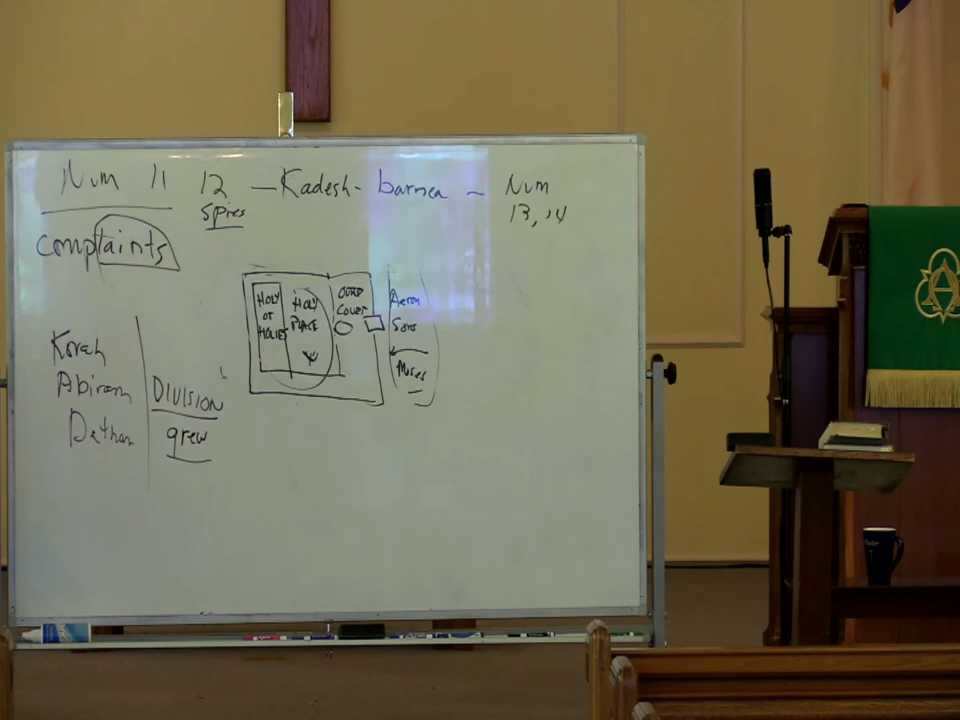 Num 11 12 — Kadesh-barnea ~ Num
spies 13, 14
complaints
HOLY OF HOLIES
HOLY PLACE
COURT
Aaron
Sons
Moses
Korah
Abiram
Dathan
DIVISION
grew